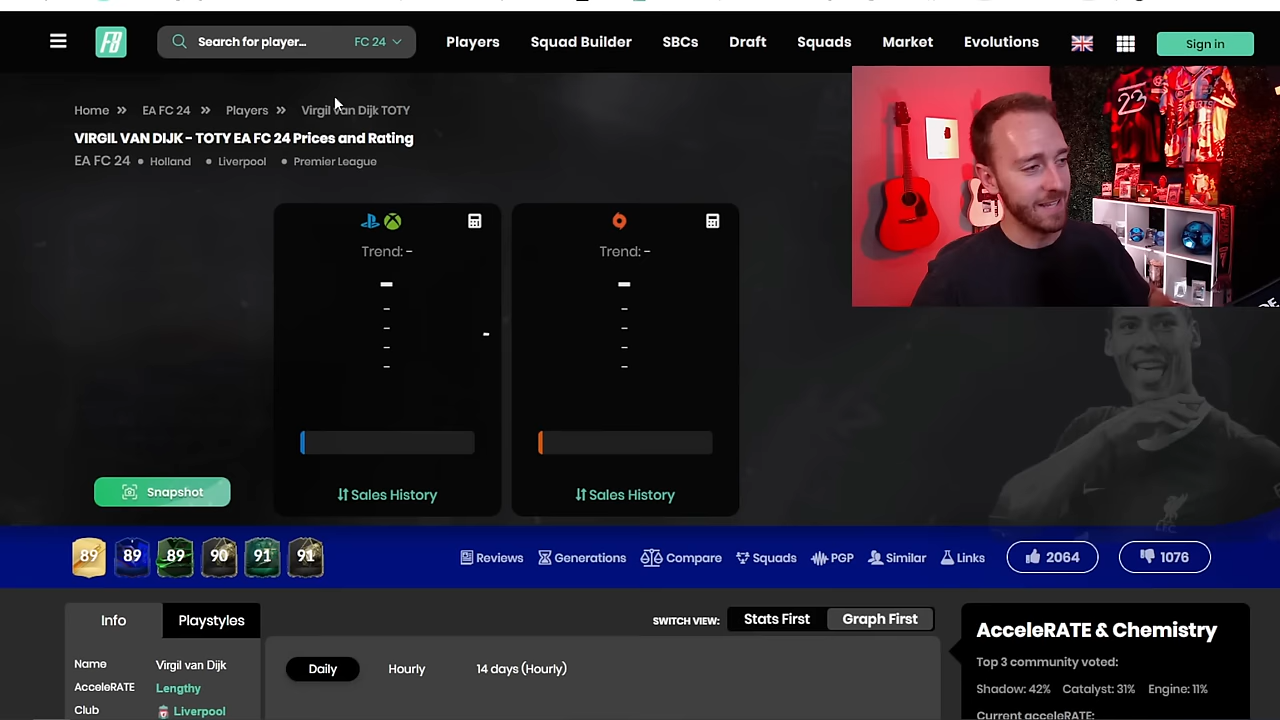 FB
Search for player...
FC 24
Players
Squad Builder
SBCs
Draft
Squads
Market
Evolutions
Sign in
Home » EA FC 24 » Players » Virgil van Dijk TOTY
VIRGIL VAN DIJK - TOTY EA FC 24 Prices and Rating
EA FC 24 • Holland • Liverpool • Premier League
23
Trend: -
-
-
-
-
-
-
Sales History
Trend: -
-
-
-
-
-
Sales History
Snapshot
89
89
89
90
91
91
Reviews
Generations
Compare
Squads
PGP
Similar
Links
2064
1076
Info
Playstyles
SWITCH VIEW:
Stats First
Graph First
Name Virgil van Dijk
AcceleRATE Lengthy
Club Liverpool
Daily
Hourly
14 days (Hourly)
AcceleRATE & Chemistry
Top 3 community voted:
Shadow: 42% Catalyst: 31% Engine: 11%
Current acceleRATE: